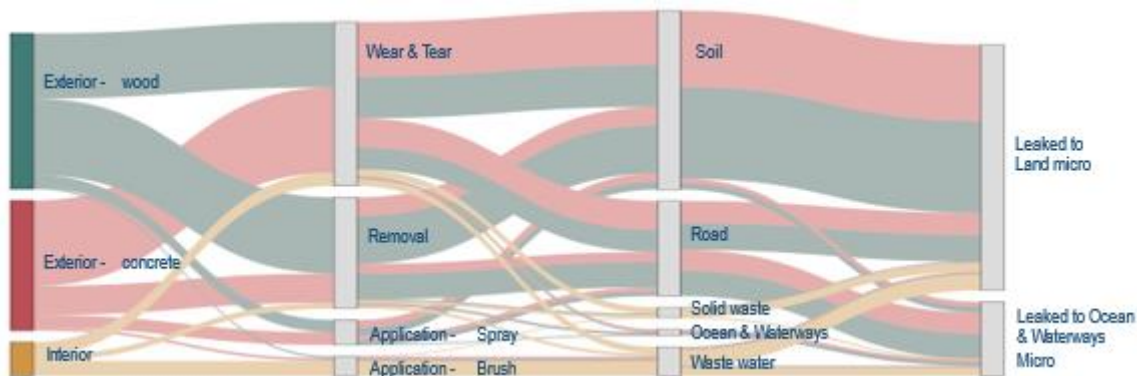 Exterior - wood
Exterior - concrete
Interior
Wear & Tear
Removal
Application - Spray
Application - Brush
Soil
Road
Solid waste
Ocean & Waterways
Waste water
Leaked to
Land micro
Leaked to Ocean
& Waterways
Micro